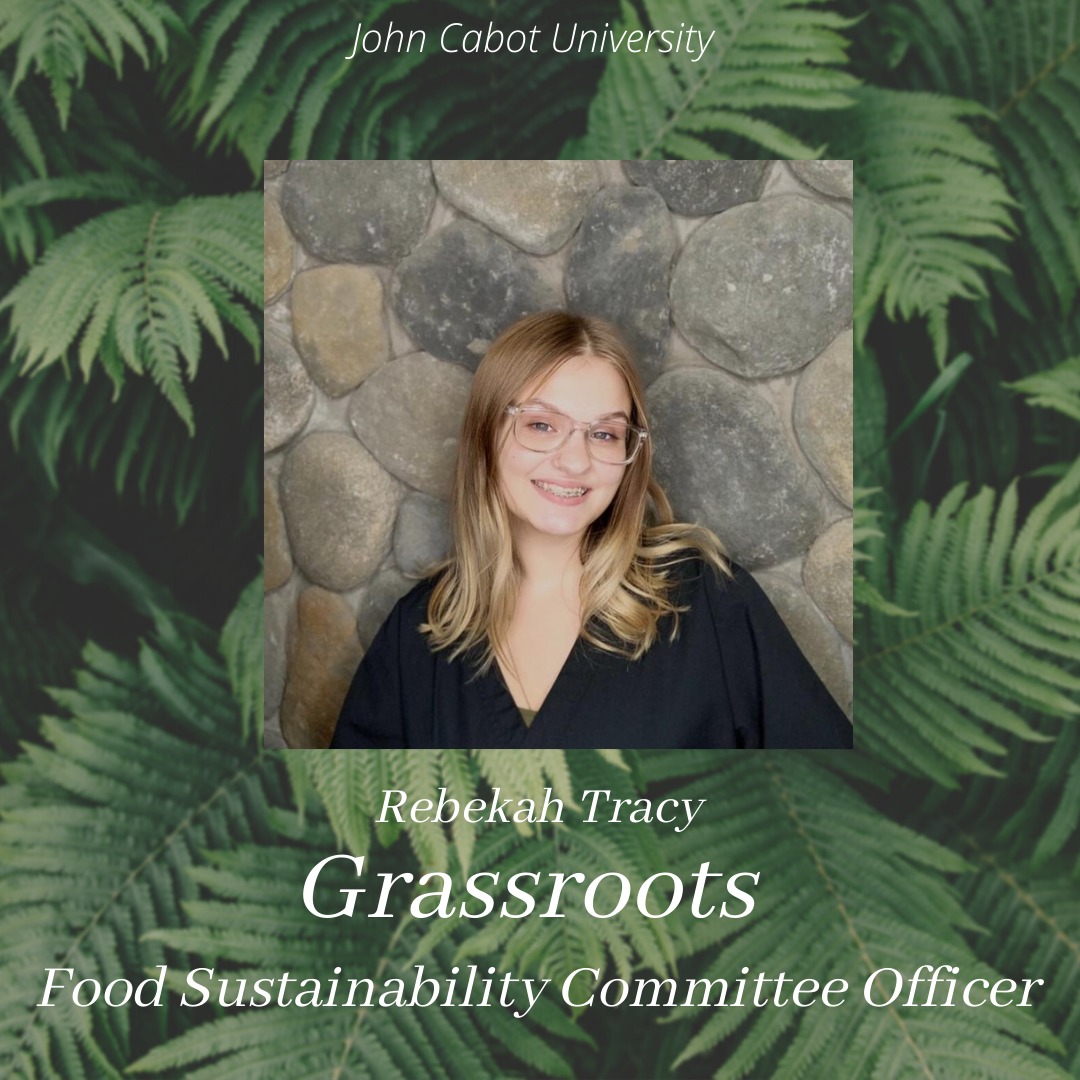 John Cabot University
Rebekah Tracy
Grassroots
Food Sustainability Committee Officer